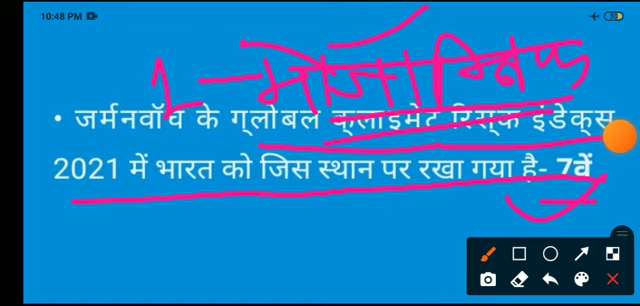 10:48 PM
1- मोजाम्बिक
• जर्मनवॉच के ग्लोबल क्लाइमेट रिस्क इंडेक्स
2021 में भारत को जिस स्थान पर रखा गया है- 7वें